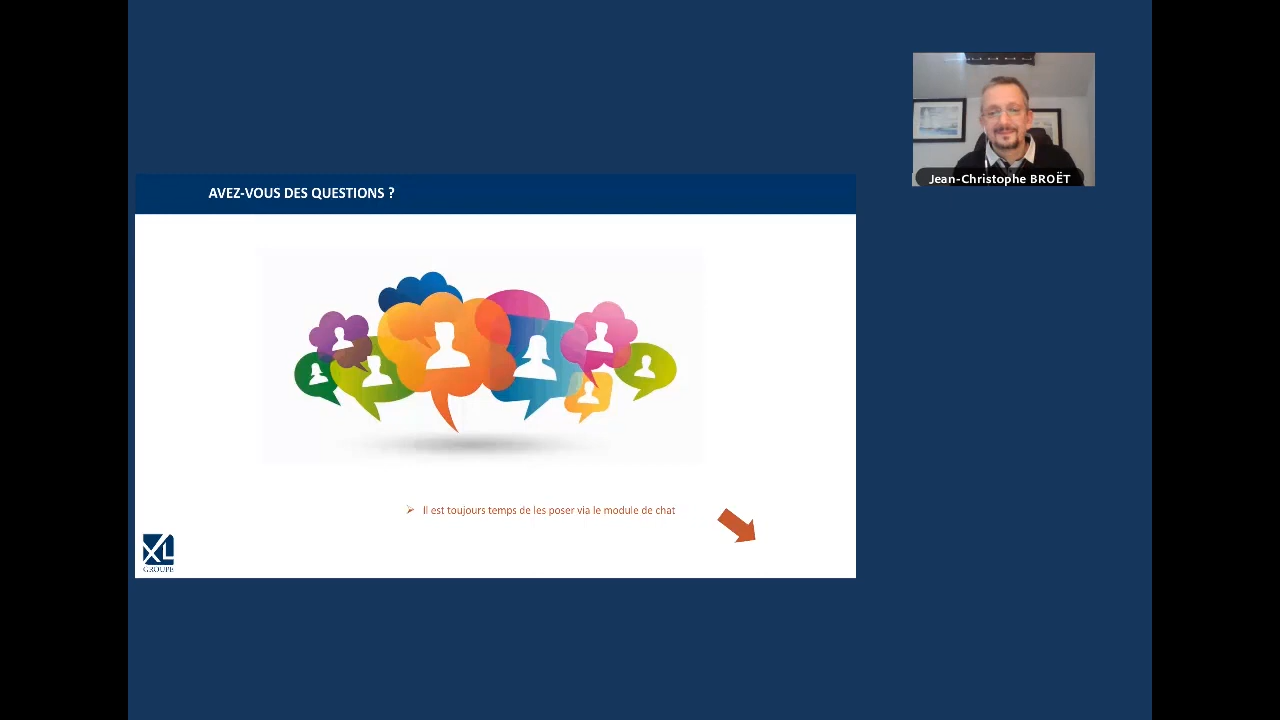 Jean-Christophe BROËT
AVEZ-VOUS DES QUESTIONS ?
Il est toujours temps de les poser via le module de chat
XL
GROUPE